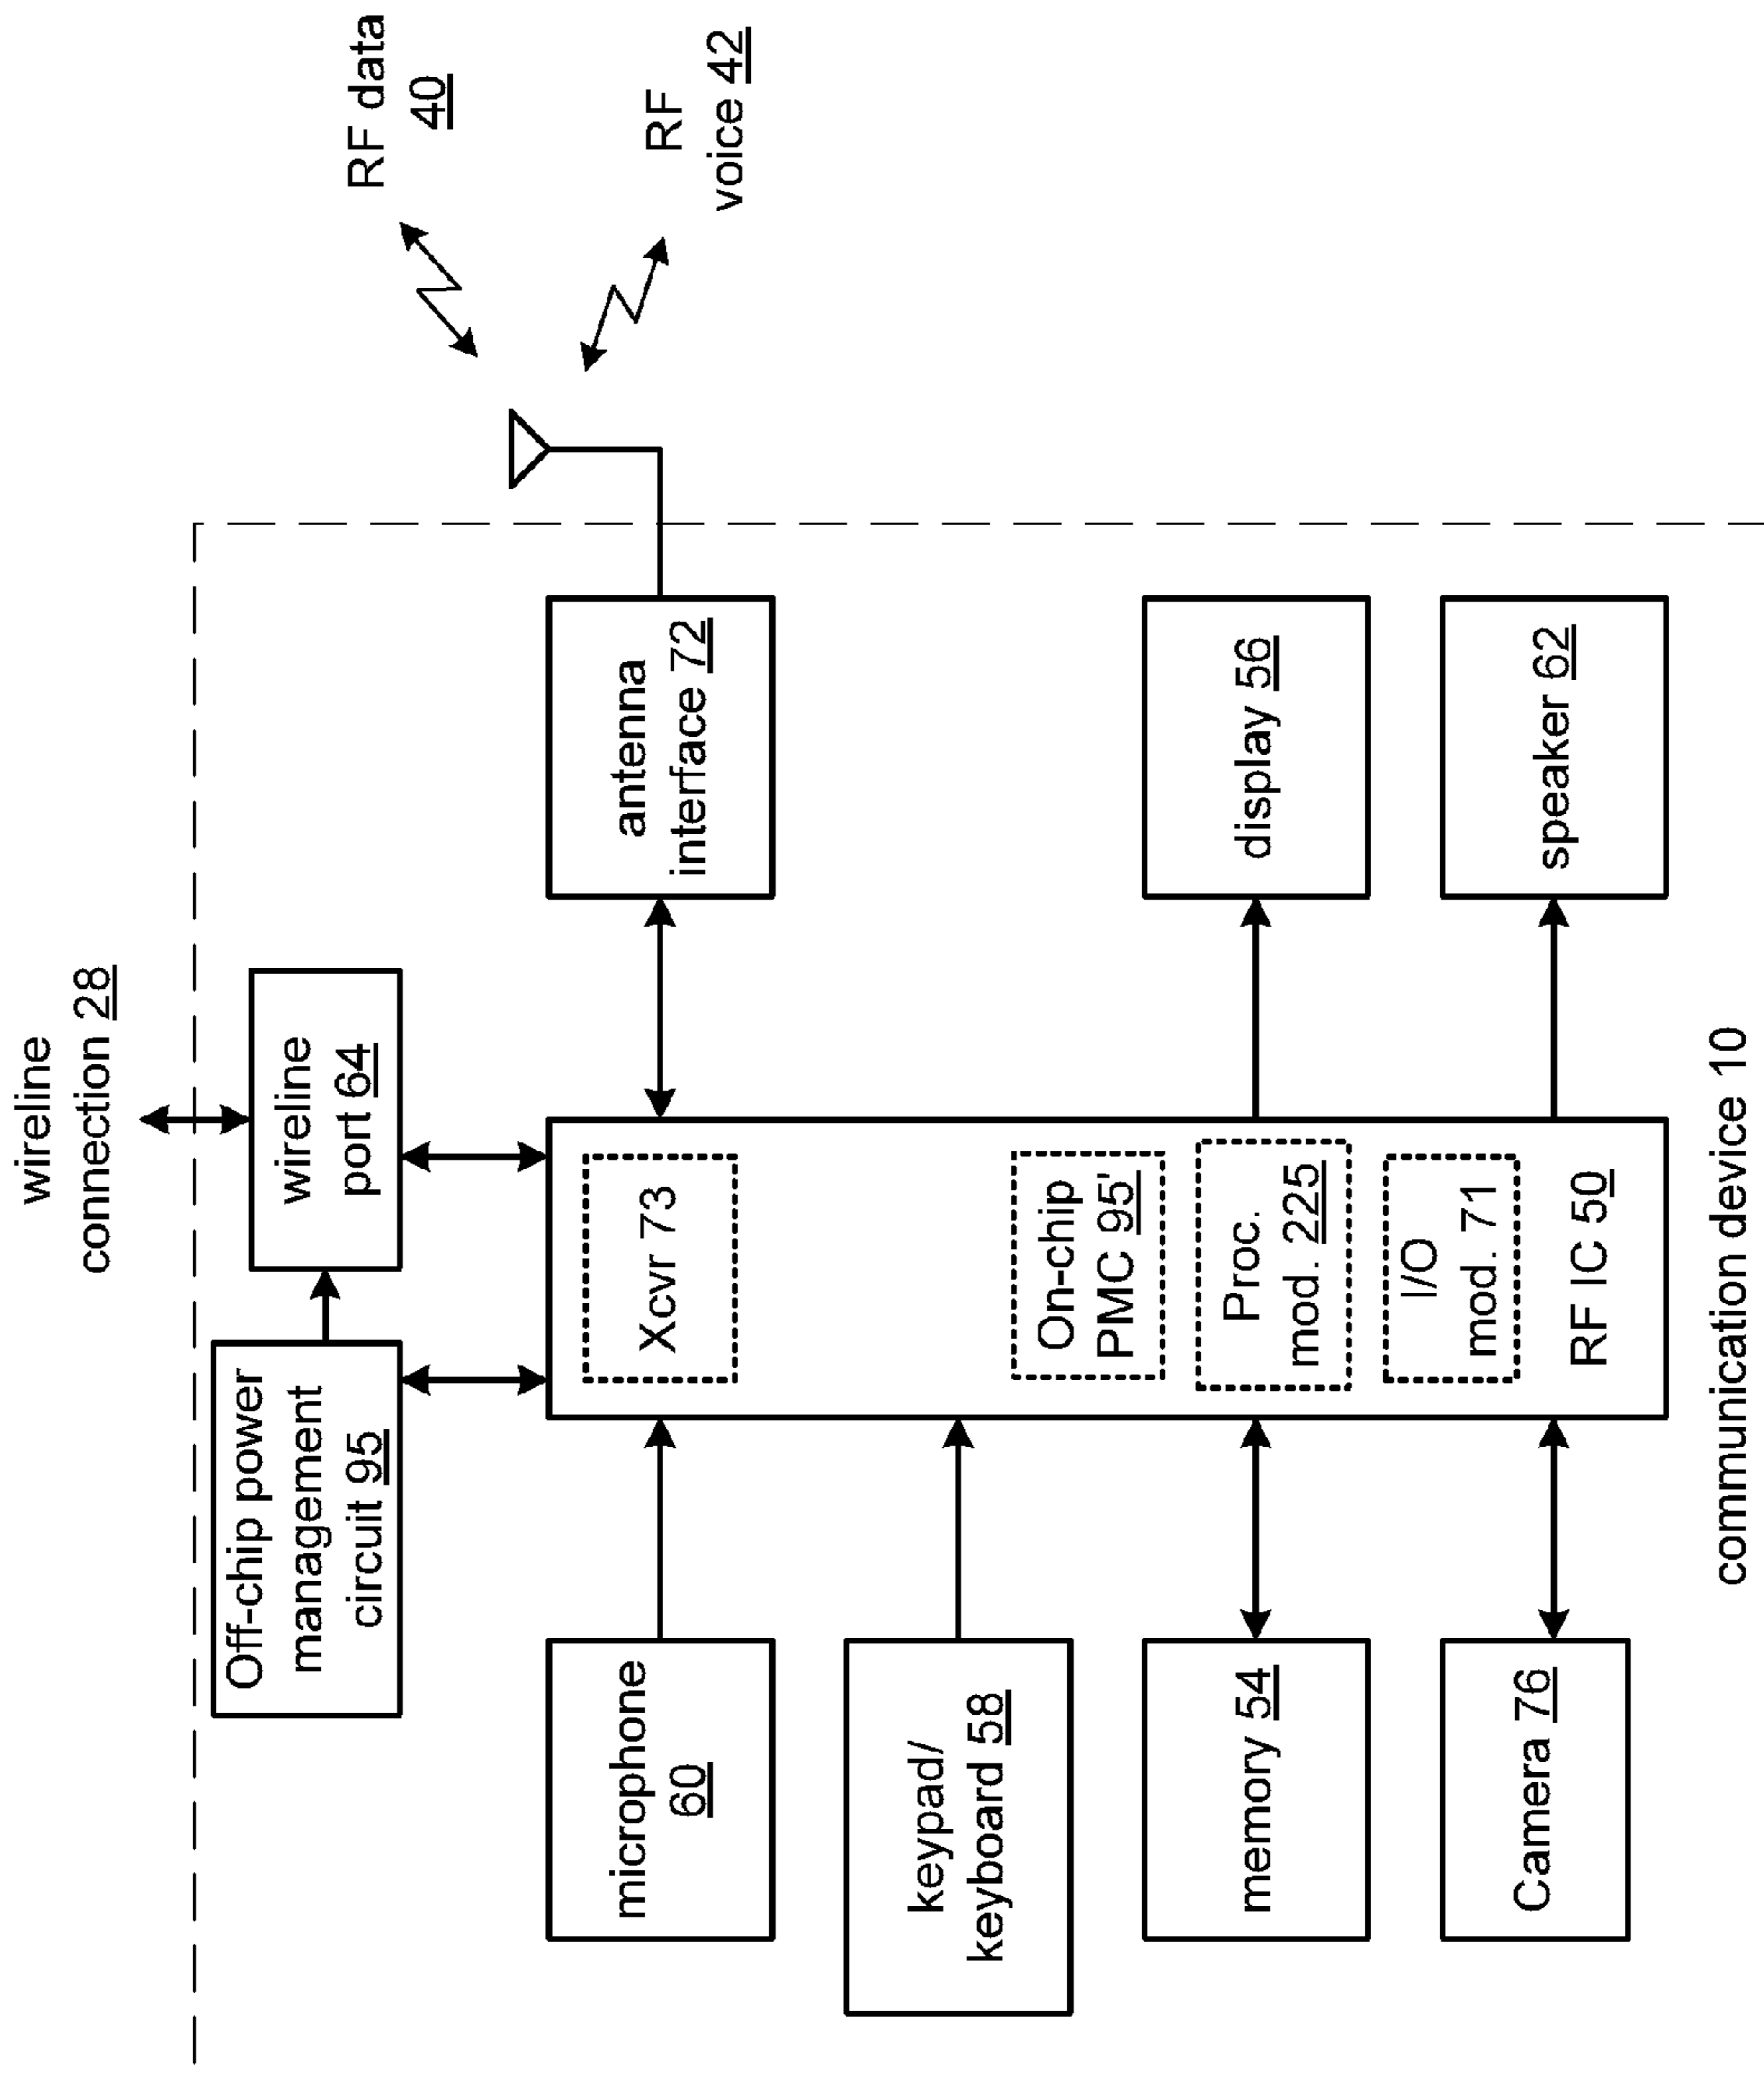 wireline
connection 28
RF data
40
RF
voice 42
Off-chip power
management
circuit 95
wireline
port 64
microphone
60
Xcvr 73
antenna
interface 72
keypad/
keyboard 58
On-chip
PMC 95'
memory 54
Proc.
mod. 225
display 56
Camera 76
I/O
mod. 71
RF IC 50
speaker 62
communication device 10